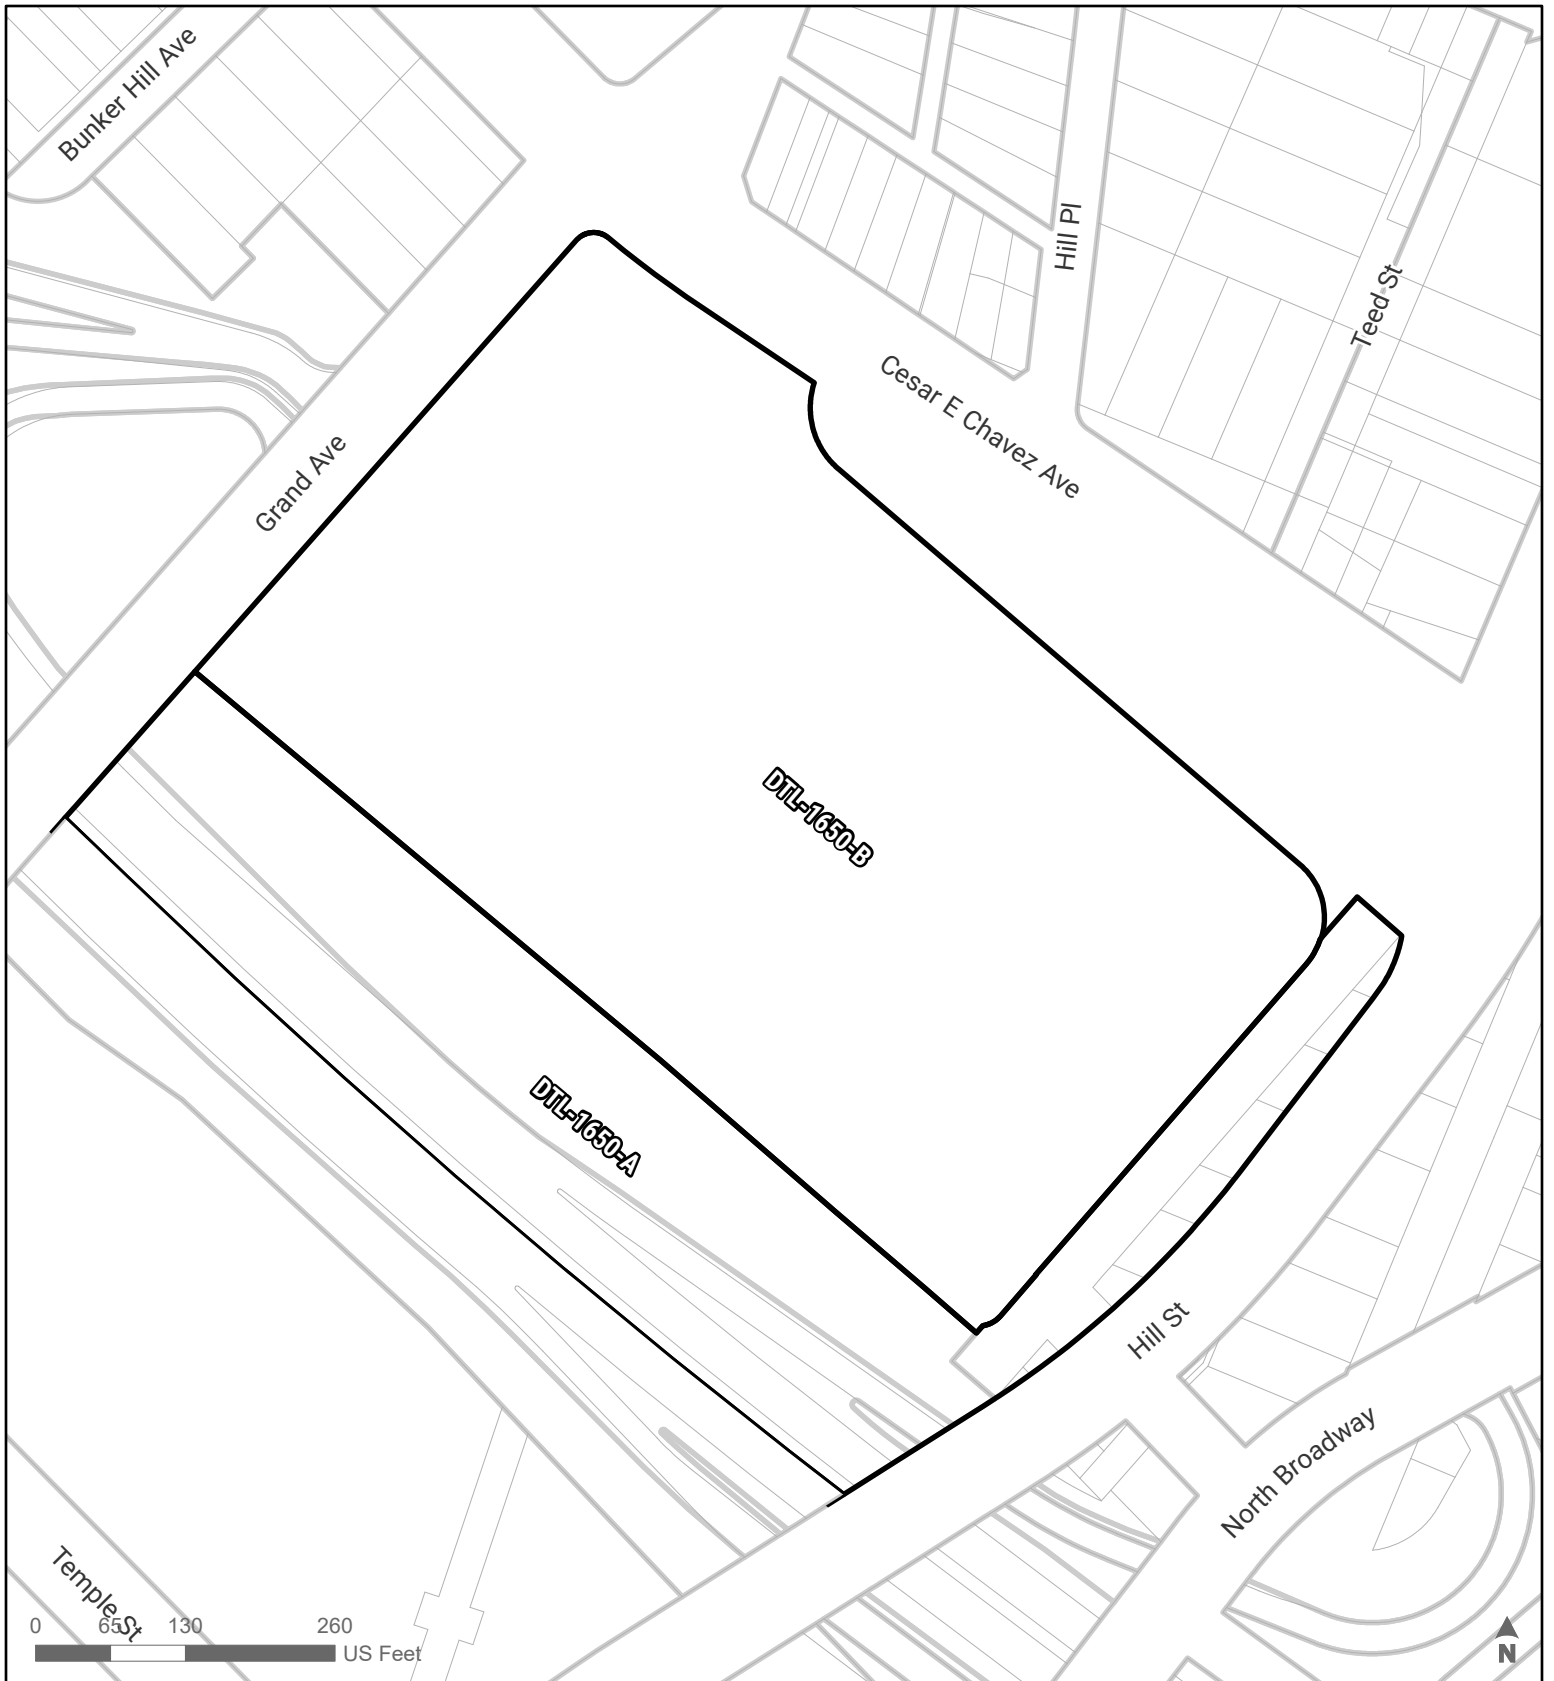 Bunker Hill Ave
Hill Pl
Teed St
Cesar E Chavez Ave
Grand Ave
DTL-1650-B
DTL-1650-A
Hill St
North Broadway
Temple St
0 65 130 260
US Feet
N